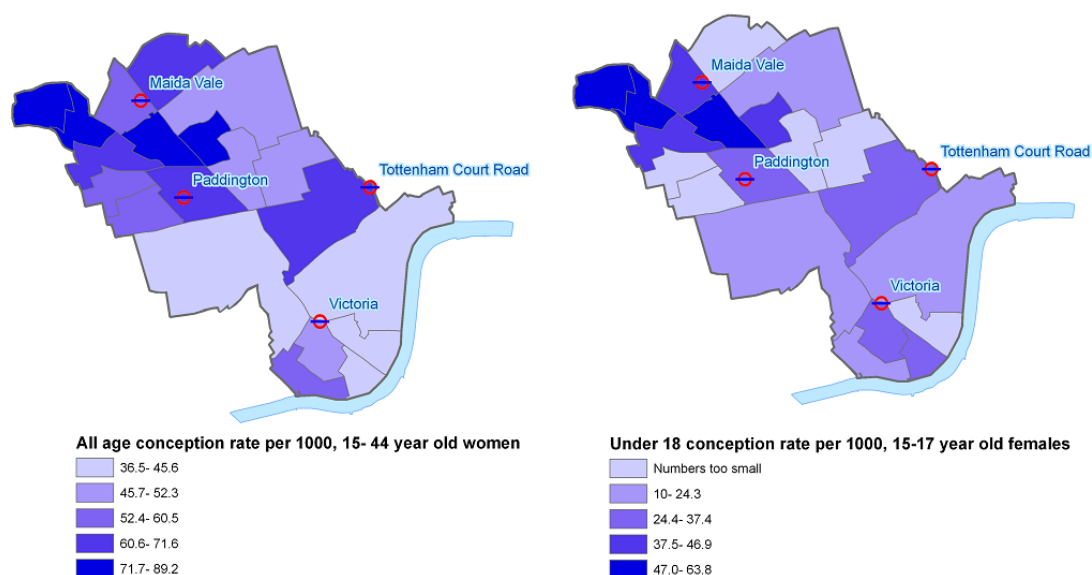 Maida Vale
Paddington
Tottenham Court Road
Victoria
All age conception rate per 1000, 15- 44 year old women
36.5- 45.6
45.7- 52.3
52.4- 60.5
60.6- 71.6
71.7- 89.2
Maida Vale
Paddington
Tottenham Court Road
Victoria
Under 18 conception rate per 1000, 15-17 year old females
Numbers too small
10- 24.3
24.4- 37.4
37.5- 46.9
47.0- 63.8